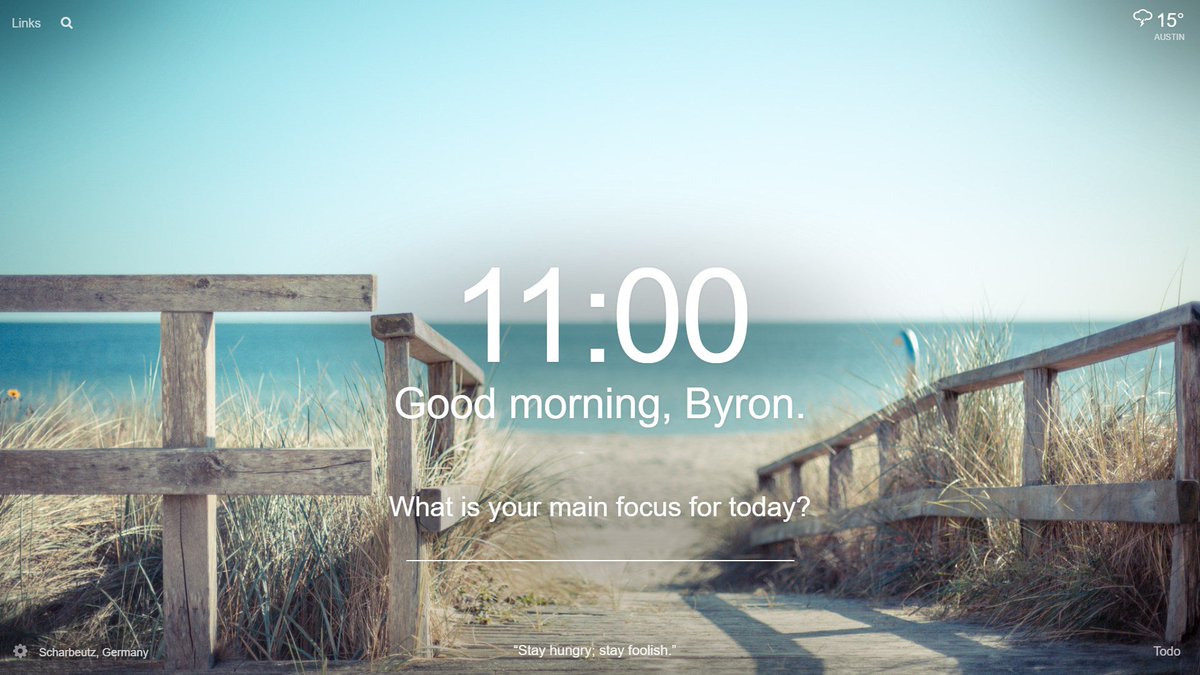 Links
15°
AUSTIN
11:00
Good morning, Byron.
What is your main focus for today?
Scharbeutz, Germany
"Stay hungry; stay foolish."
Todo